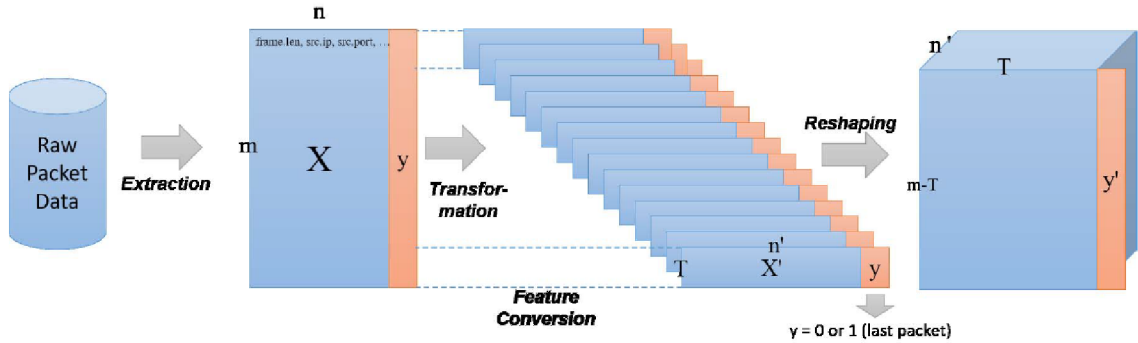 n
frame.len, src.ip, src.port, …
Raw
Packet
Data
Extraction
m
X
y
Transfor-
mation
Feature
Conversion
n'
T
X'
y
y = 0 or 1 (last packet)
Reshaping
n'
T
m-T
y'